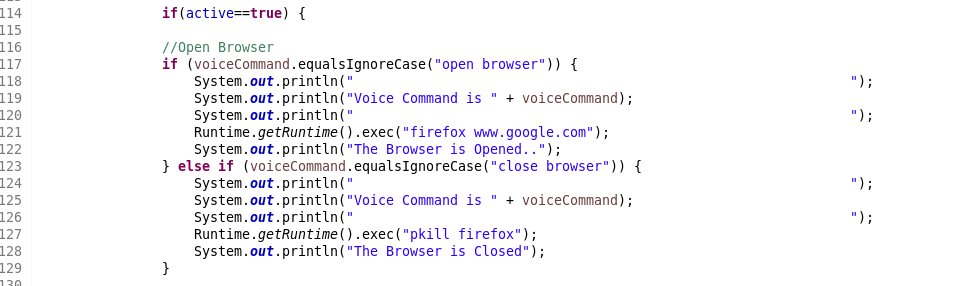 114 if(active==true) {
115
116 //Open Browser
117 if (voiceCommand.equalsIgnoreCase("open browser")) {
118 System.out.println("                                                              ");
119 System.out.println("Voice Command is " + voiceCommand);
120 System.out.println("                                                              ");
121 Runtime.getRuntime().exec("firefox www.google.com");
122 System.out.println("The Browser is Opened..");
123 } else if (voiceCommand.equalsIgnoreCase("close browser")) {
124 System.out.println("                                                              ");
125 System.out.println("Voice Command is " + voiceCommand);
126 System.out.println("                                                              ");
127 Runtime.getRuntime().exec("pkill firefox");
128 System.out.println("The Browser is Closed");
129 }